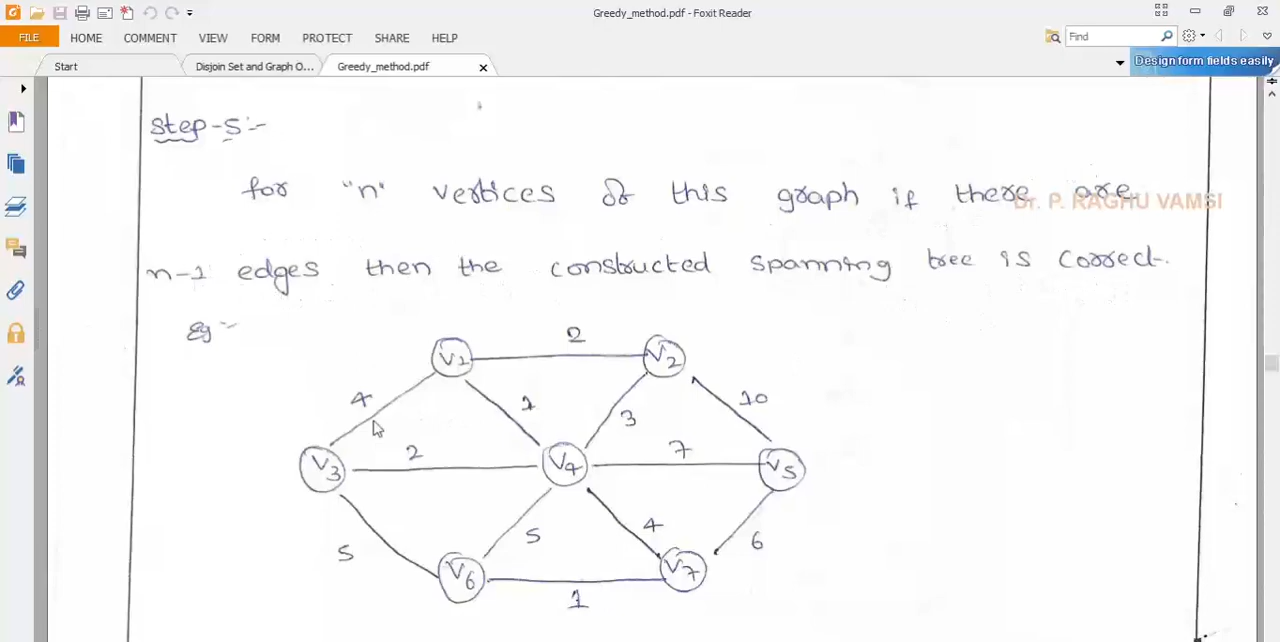 Greedy_method.pdf - Foxit Reader
FILE HOME COMMENT VIEW FORM PROTECT SHARE HELP
Find
Start Disjoin Set and Graph O... Greedy_method.pdf
Design form fields easily
Step-5:-
for "n" vertices of this graph if there are
Dr. P. RAGHU VAMSI
n-1 edges then the constructed spanning tree is correct.
Eg:-
2
V1 V2
4 1 3 10
2 7
V3 V4 V5
5 5 4 6
V6 V7
1